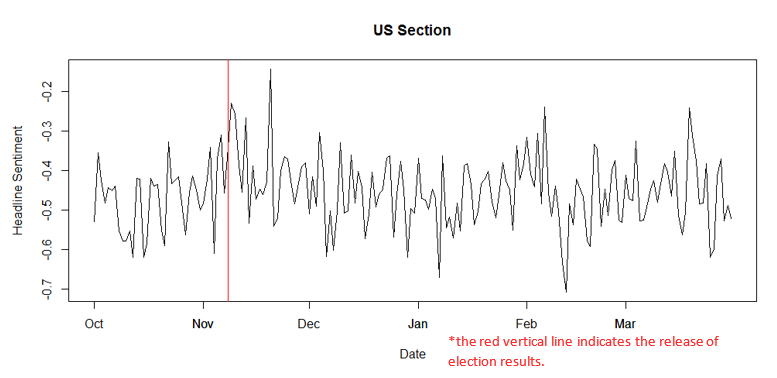 US Section
Headline Sentiment
-0.2
-0.3
-0.4
-0.5
-0.6
-0.7
Oct Nov Dec Jan Feb Mar
Date
*the red vertical line indicates the release of
election results.